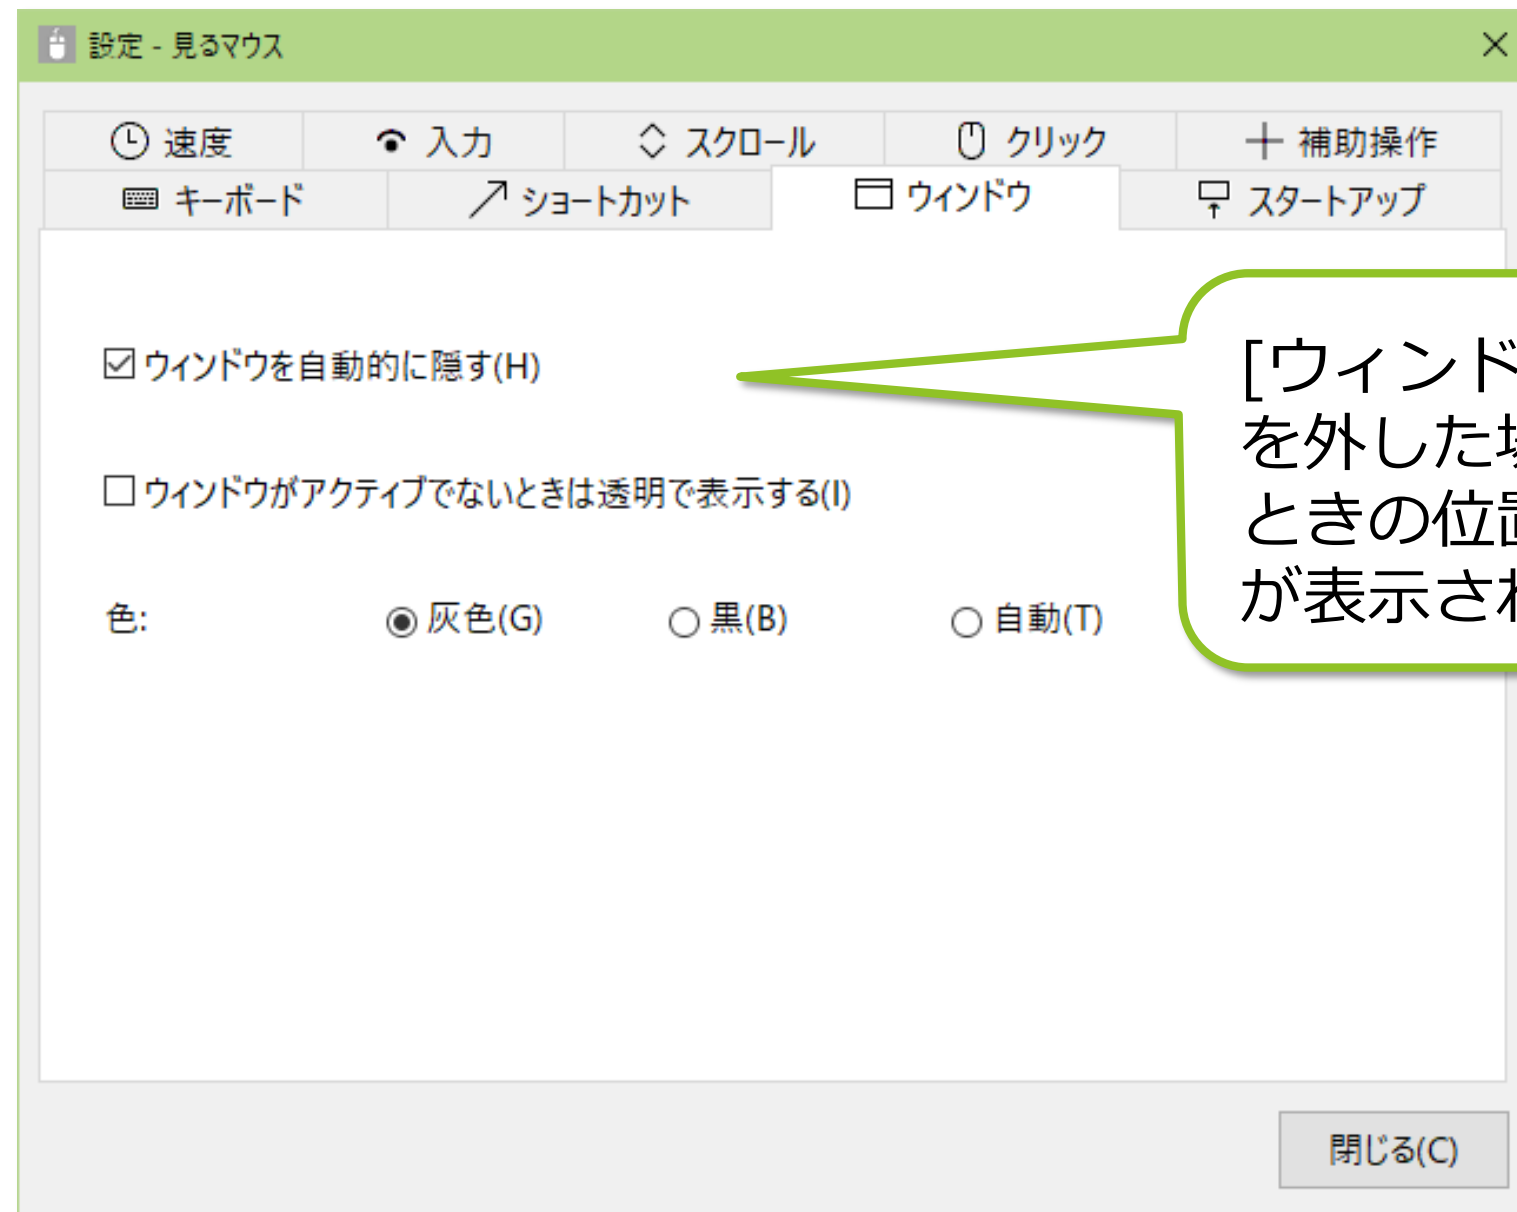 設定 - 見るマウス
速度 入力 スクロール クリック 補助操作
キーボード ショートカット ウィンドウ スタートアップ
ウィンドウを自動的に隠す(H)
[ウィンド
を外した
ときの位
が表示さ
ウィンドウがアクティブでないときは透明で表示する(I)
色: 灰色(G) 黒(B) 自動(T)
閉じる(C)